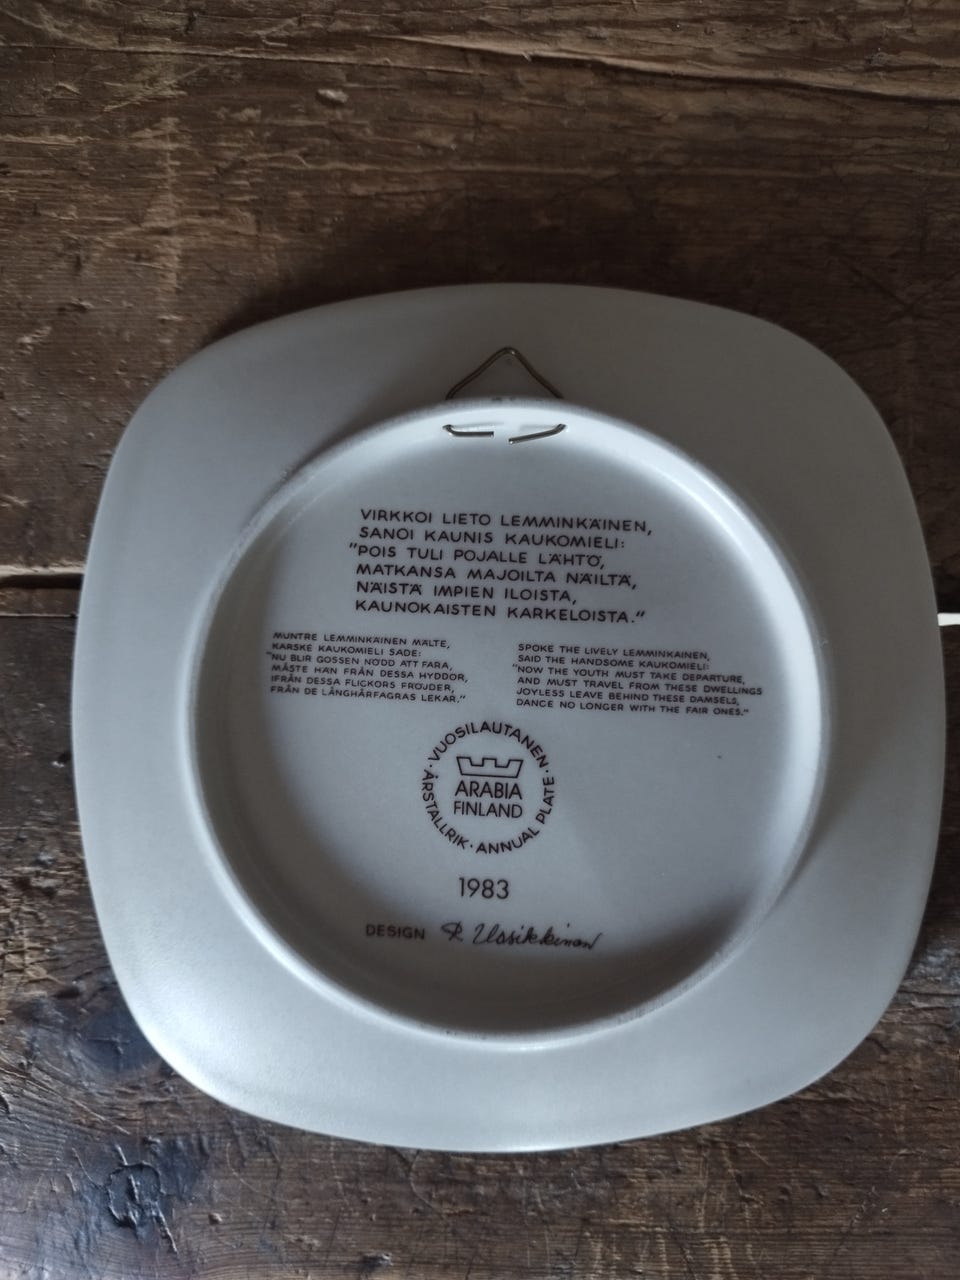 VIRKKOI LIETO LEMMINKÄINEN,
SANOI KAUNIS KAUKOMIELI:
"POIS TULI POJALLE LÄHTÖ,
MATKANSA MAJOILTA NÄILTÄ,
NÄISTÄ IMPIEN ILOISTA,
KAUNOKAISTEN KARKELOISTA."
MUNTRE LEMMINKÄINEN MÄLTE,
KARSKE KAUKOMIELI SADE:
"NU BLIR GOSSEN NÖDD ATT FARA,
MÅSTE HAN FRÅN DESSA HYDDOR,
IFRÅN DESSA FLICKORS FRÖUDER,
FRÅN DE LÅNGHÅRFAGRAS LEKAR."
SPOKE THE LIVELY LEMMINKAINEN,
SAID THE HANDSOME KAUKOMIELI:
"NOW THE YOUTH MUST TAKE DEPARTURE,
AND MUST TRAVEL FROM THESE DWELLINGS
JOYLESS LEAVE BEHIND THESE DAMSELS,
DANCE NO LONGER WITH THE FAIR ONES."
·VUOSILAUTANEN·
ARABIA
FINLAND
ÅRSTALLRIK·ANNUAL PLATE
1983
DESIGN R Uosikkinen